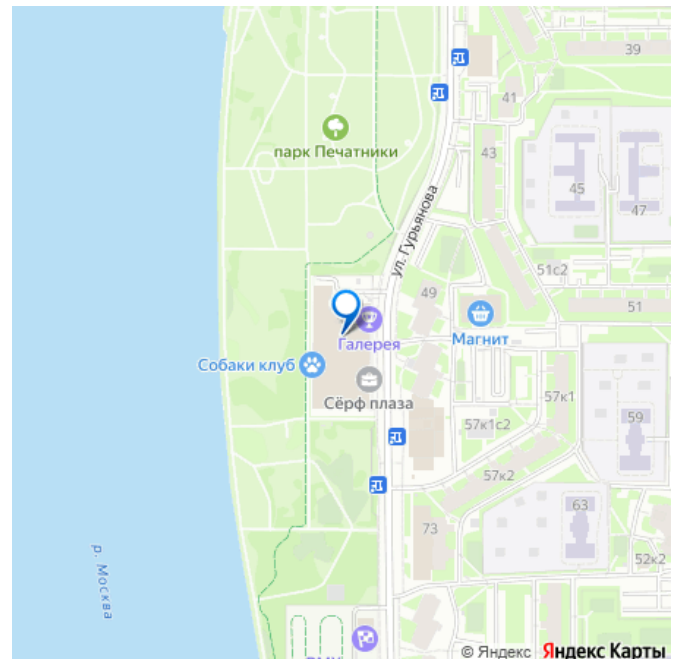 39
41
парк Печатники
43
45
47
ул. Гурьянова
51с2
49
51
Магнит
Галерея
Собаки клуб
Сёрф плаза
57к1
59
57к1с2
57к2
63
73
р. Москва
52к2
© Яндекс Яндекс Карты